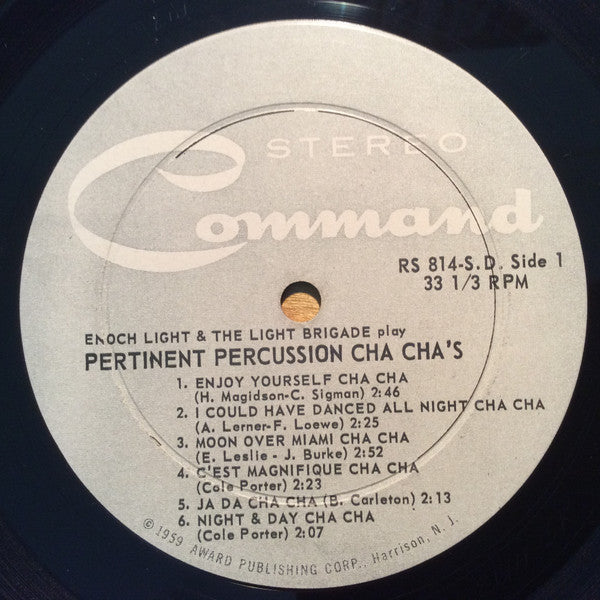 STEREO
Command
RS 814-S.D. Side 1
33 1/3 RPM
ENOCH LIGHT & THE LIGHT BRIGADE play
PERTINENT PERCUSSION CHA CHA'S
1. ENJOY YOURSELF CHA CHA
(H. Magidson-C. Sigman) 2:46
2. I COULD HAVE DANCED ALL NIGHT CHA CHA
(A. Lerner-F. Loewe) 2:25
3. MOON OVER MIAMI CHA CHA
(E. Leslie - J. Burke) 2:52
4. C'EST MAGNIFIQUE CHA CHA
(Cole Porter) 2:23
5. JA DA CHA CHA (B. Carleton) 2:13
6. NIGHT & DAY CHA CHA
(Cole Porter) 2:07
© 1959 AWARD PUBLISHING CORP., Harrison, N. J.